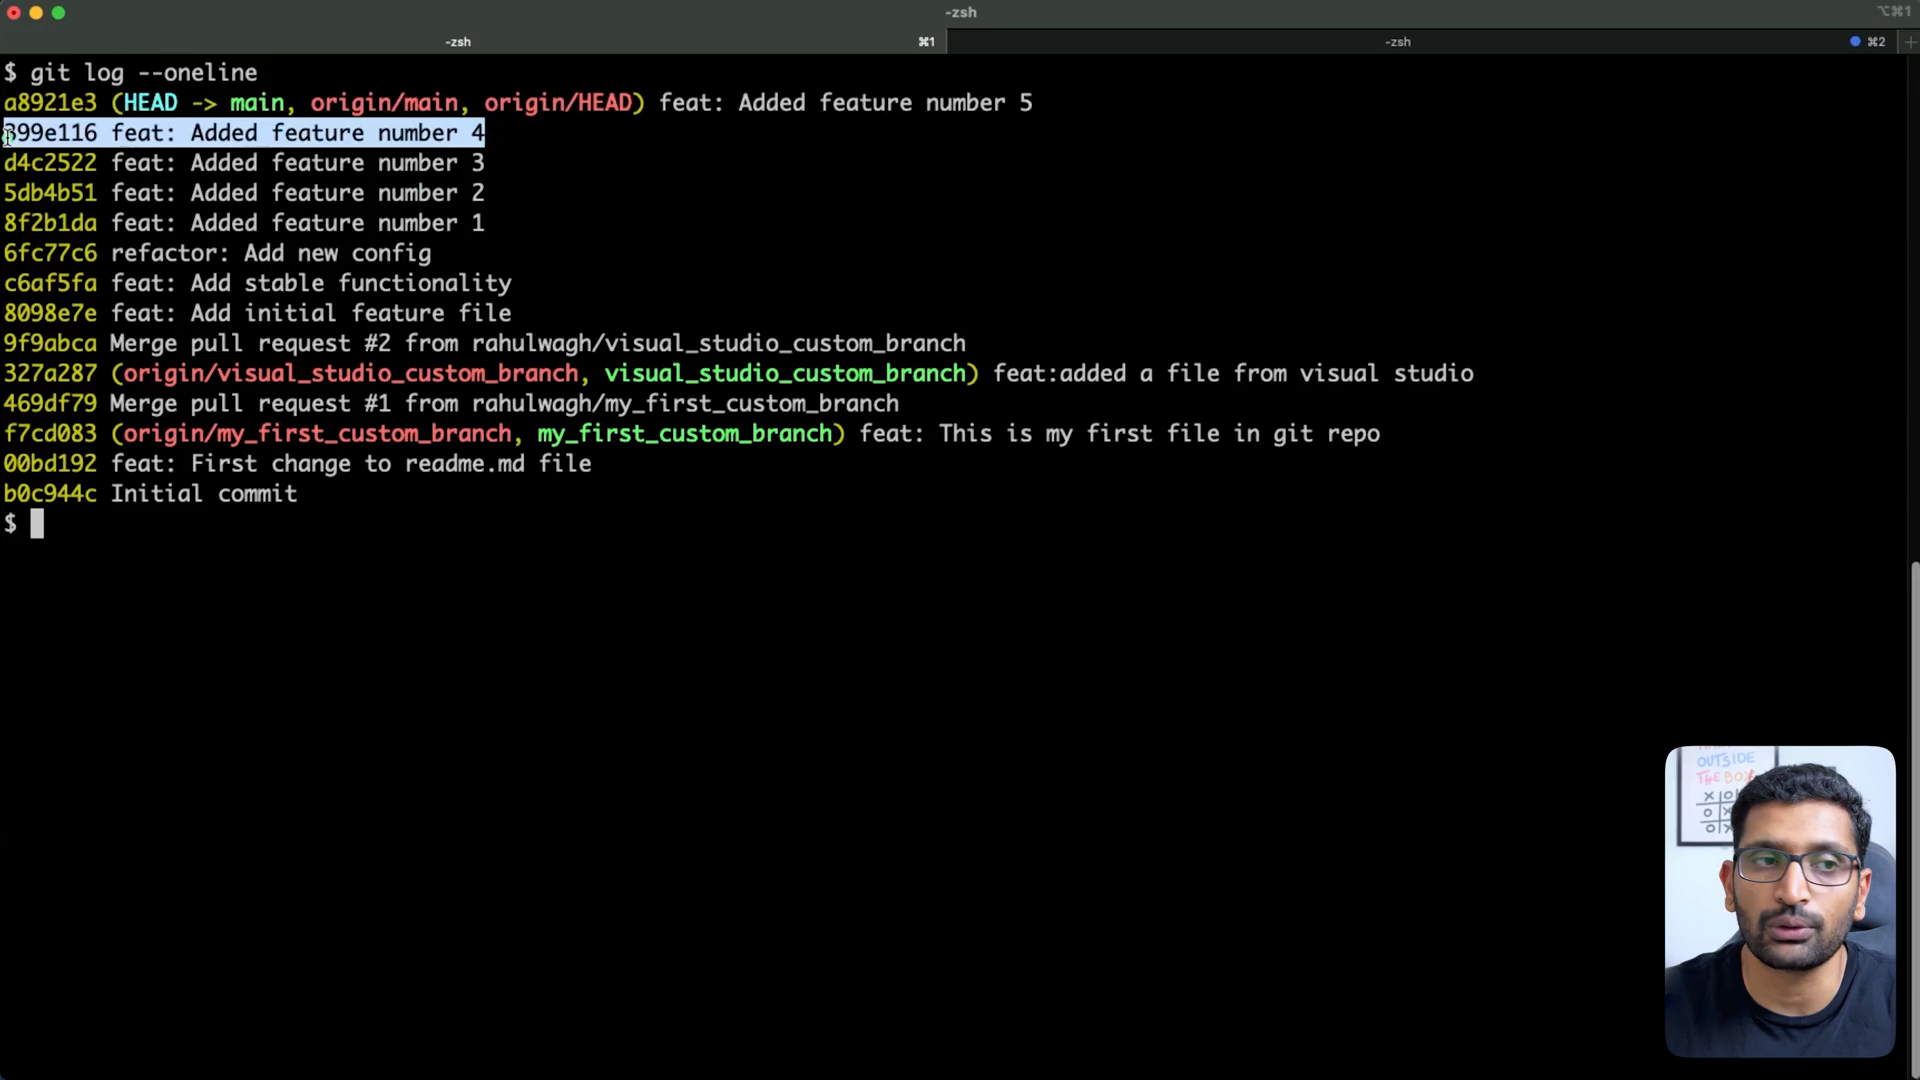 -zsh
⌥⌘1
-zsh ⌘1
-zsh ⌘2
$ git log --oneline
a8921e3 (HEAD -> main, origin/main, origin/HEAD) feat: Added feature number 5
399e116 feat: Added feature number 4
d4c2522 feat: Added feature number 3
5db4b51 feat: Added feature number 2
8f2b1da feat: Added feature number 1
6fc77c6 refactor: Add new config
c6af5fa feat: Add stable functionality
8098e7e feat: Add initial feature file
9f9abca Merge pull request #2 from rahulwagh/visual_studio_custom_branch
327a287 (origin/visual_studio_custom_branch, visual_studio_custom_branch) feat:added a file from visual studio
469df79 Merge pull request #1 from rahulwagh/my_first_custom_branch
f7cd083 (origin/my_first_custom_branch, my_first_custom_branch) feat: This is my first file in git repo
00bd192 feat: First change to readme.md file
b0c944c Initial commit
$
OUTSIDE
THE BOX